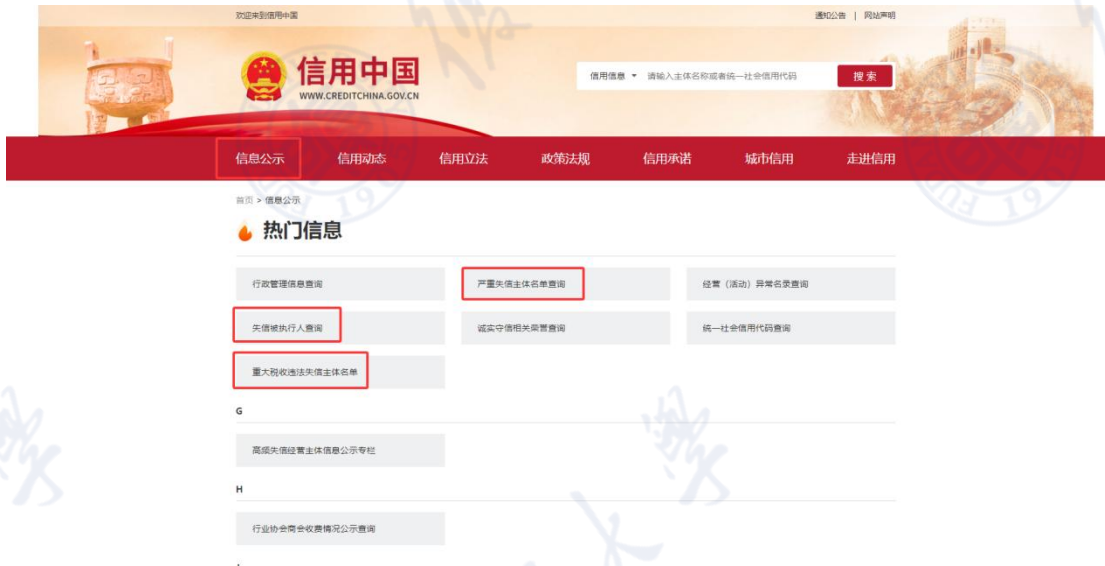 欢迎来到信用中国
通知公告 | 网站声明
信用中国
WWW.CREDITCHINA.GOV.CN
信用信息 请输入主体名称或者统一社会信用代码 搜索
信息公示 信用动态 信用立法 政策法规 信用承诺 城市信用 走进信用
首页 > 信息公示
热门信息
行政管理信息查询 严重失信主体名单查询 经营（活动）异常名录查询
失信被执行人查询 诚实守信相关荣誉查询 统一社会信用代码查询
重大税收违法失信主体名单
G
高频失信经营主体信息公示专栏
H
行业协会商会收费情况公示查询